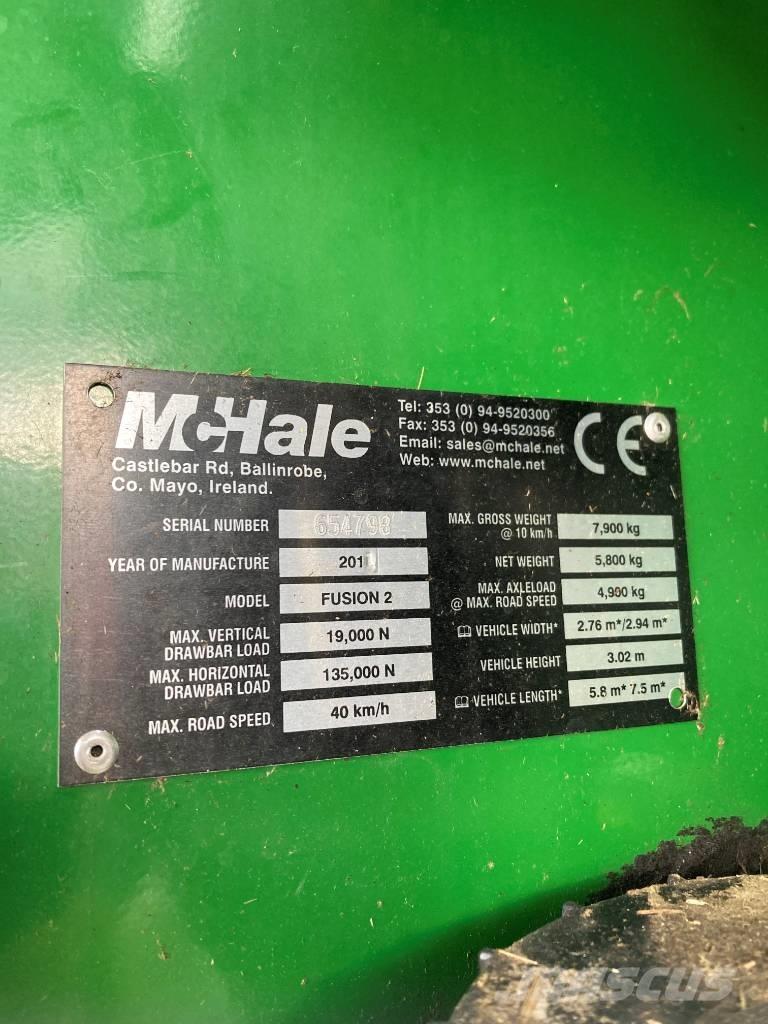 McHale
Castlebar Rd, Ballinrobe,
Co. Mayo, Ireland.
Tel: 353 (0) 94-9520300
Fax: 353 (0) 94-9520356
Email: sales@mchale.net
Web: www.mchale.net
CE
SERIAL NUMBER 654798
YEAR OF MANUFACTURE 201
MODEL FUSION 2
MAX. VERTICAL
DRAWBAR LOAD 19,000 N
MAX. HORIZONTAL
DRAWBAR LOAD 135,000 N
MAX. ROAD SPEED 40 km/h
MAX. GROSS WEIGHT
@ 10 km/h 7,900 kg
NET WEIGHT 5,800 kg
MAX. AXLELOAD
@ MAX. ROAD SPEED 4,900 kg
VEHICLE WIDTH* 2.76 m*/2.94 m*
VEHICLE HEIGHT 3.02 m
VEHICLE LENGTH* 5.8 m* 7.5 m*
MASCUS